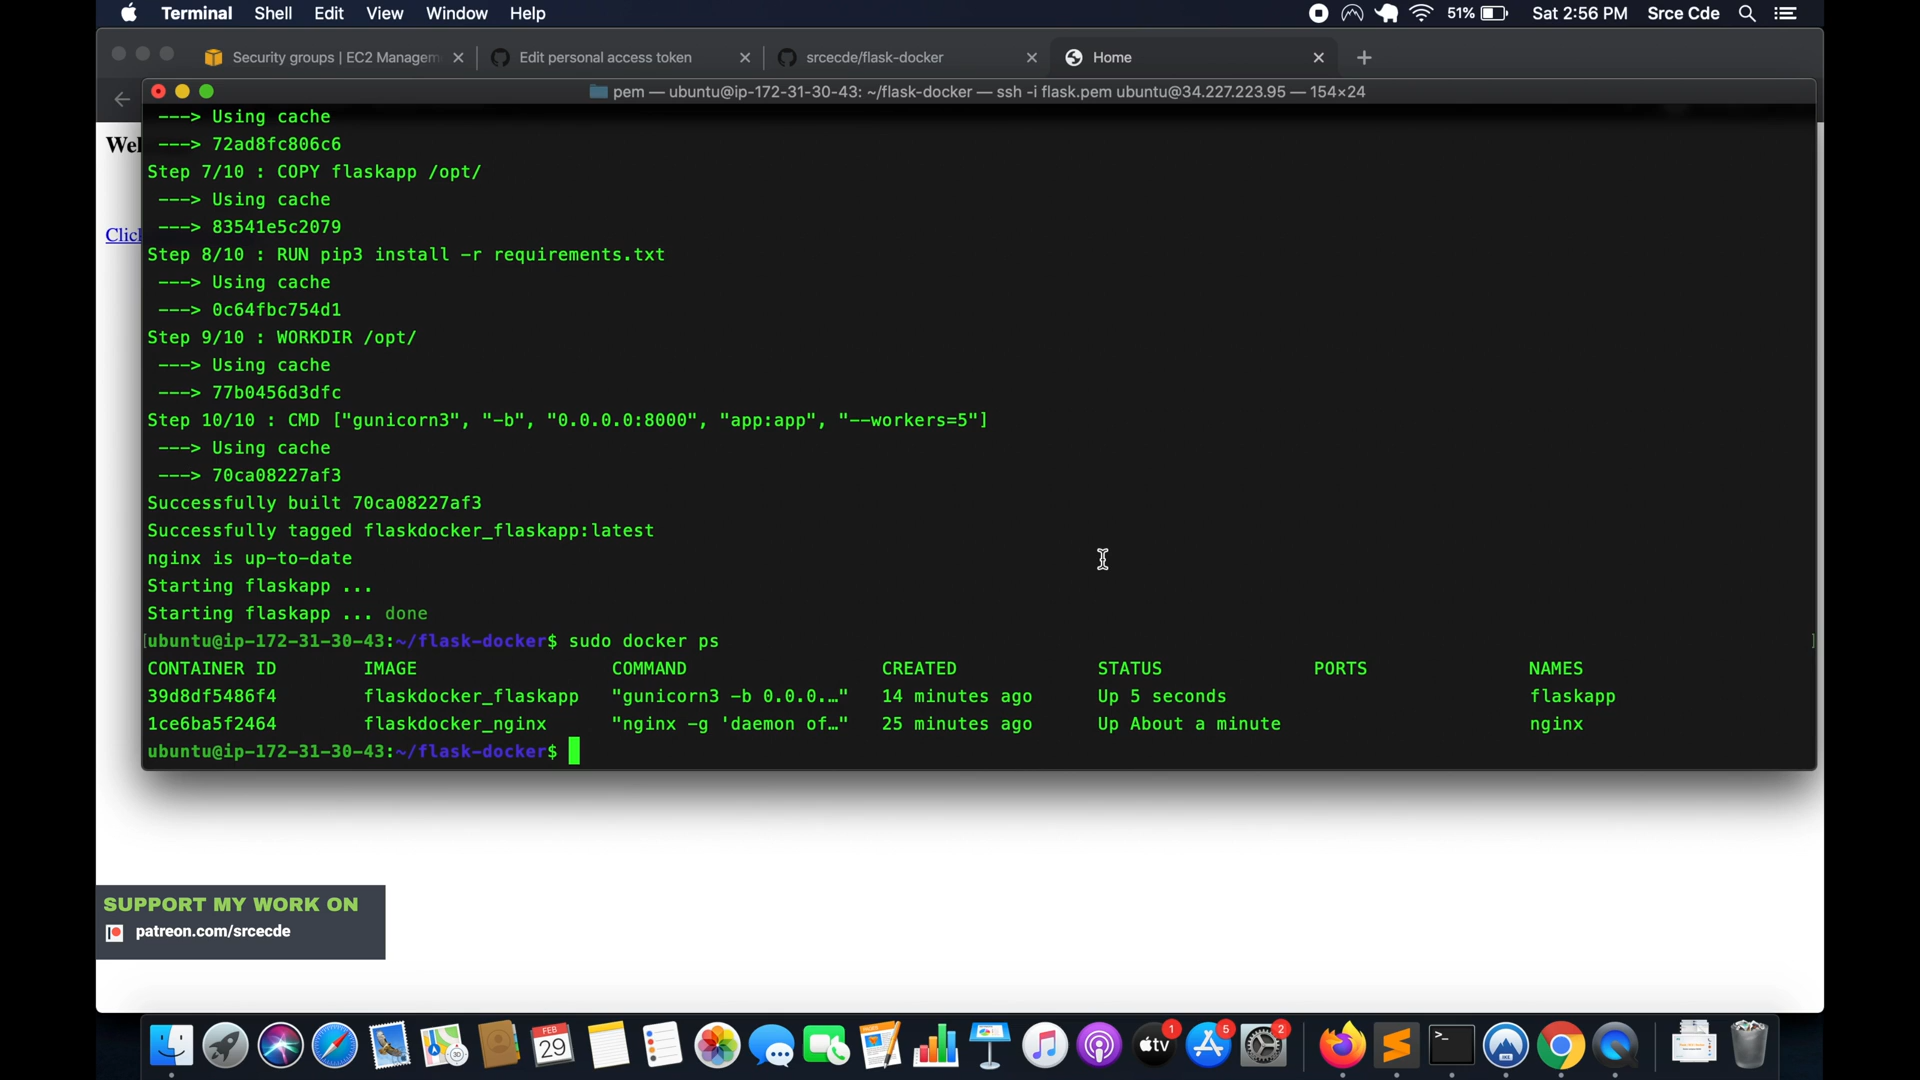 Terminal Shell Edit View Window Help 51% Sat 2:56 PM Srce Cde
Security groups | EC2 Managem Edit personal access token srcecde/flask-docker Home
pem — ubuntu@ip-172-31-30-43: ~/flask-docker — ssh -i flask.pem ubuntu@34.227.223.95 — 154×24
Wel
Click
---> Using cache
---> 72ad8fc806c6
Step 7/10 : COPY flaskapp /opt/
---> Using cache
---> 83541e5c2079
Step 8/10 : RUN pip3 install -r requirements.txt
---> Using cache
---> 0c64fbc754d1
Step 9/10 : WORKDIR /opt/
---> Using cache
---> 77b0456d3dfc
Step 10/10 : CMD ["gunicorn3", "-b", "0.0.0.0:8000", "app:app", "--workers=5"]
---> Using cache
---> 70ca08227af3
Successfully built 70ca08227af3
Successfully tagged flaskdocker_flaskapp:latest
nginx is up-to-date
Starting flaskapp ...
Starting flaskapp ... done
[ubuntu@ip-172-31-30-43:~/flask-docker$ sudo docker ps ]
CONTAINER ID IMAGE COMMAND CREATED STATUS PORTS NAMES
39d8df5486f4 flaskdocker_flaskapp "gunicorn3 -b 0.0.0.…" 14 minutes ago Up 5 seconds flaskapp
1ce6ba5f2464 flaskdocker_nginx "nginx -g 'daemon of…" 25 minutes ago Up About a minute nginx
ubuntu@ip-172-31-30-43:~/flask-docker$
SUPPORT MY WORK ON
patreon.com/srcecde
FEB
29
tv
1
5
2